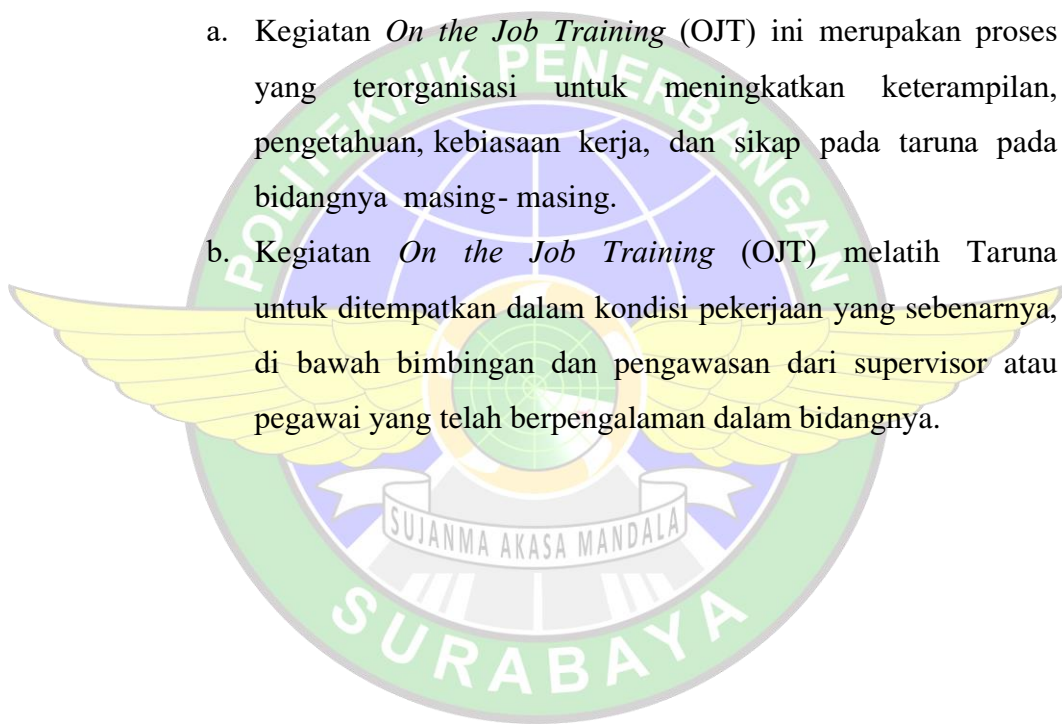 a. Kegiatan On the Job Training (OJT) ini merupakan proses
yang terorganisasi untuk meningkatkan keterampilan,
pengetahuan, kebiasaan kerja, dan sikap pada taruna pada
bidangnya masing- masing.
b. Kegiatan On the Job Training (OJT) melatih Taruna
untuk ditempatkan dalam kondisi pekerjaan yang sebenarnya,
di bawah bimbingan dan pengawasan dari supervisor atau
pegawai yang telah berpengalaman dalam bidangnya.
POLITEKNIK PENERBANGAN
SUJANMA AKASA MANDALA
SURABAYA